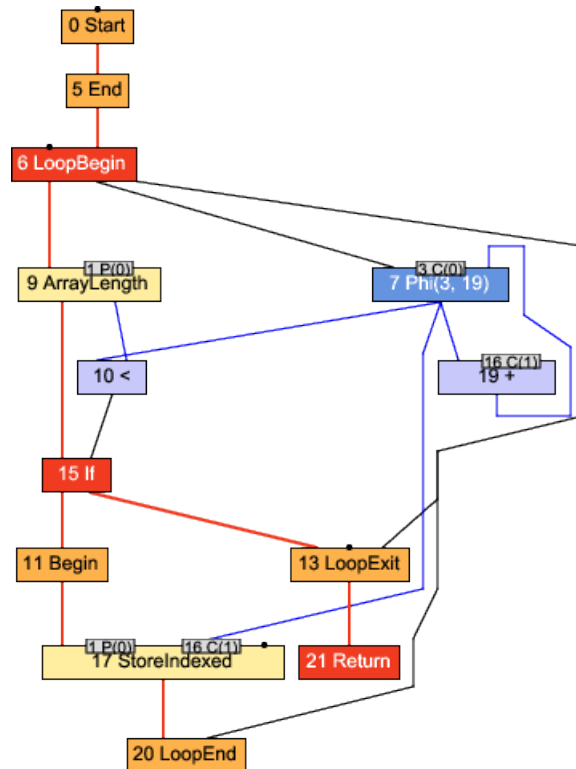 0 Start
5 End
6 LoopBegin
1 P(0)
9 ArrayLength
3 C(0)
7 Phi(3, 19)
10 <
16 C(1)
19 +
15 If
11 Begin
13 LoopExit
1 P(0)
16 C(1)
17 StoreIndexed
21 Return
20 LoopEnd